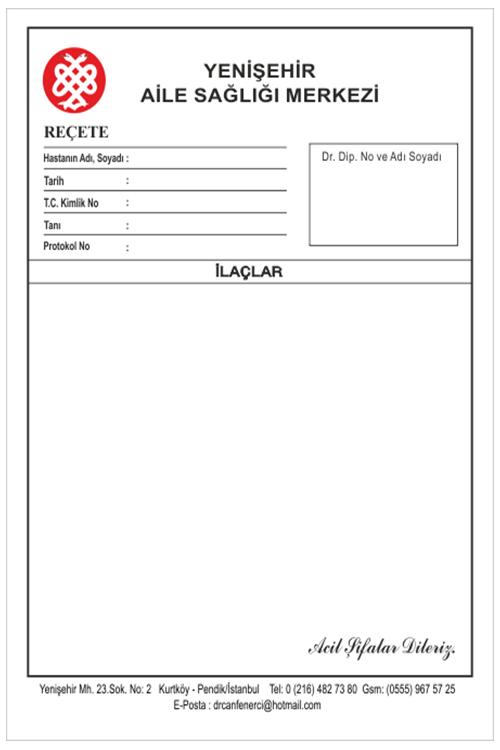 YENİŞEHİR
AİLE SAĞLIĞI MERKEZİ
REÇETE
Hastanın Adı, Soyadı :
Tarih :
T.C. Kimlik No :
Tanı :
Protokol No :
Dr. Dip. No ve Adı Soyadı
İLAÇLAR
Acil Şifalar Dileriz.
Yenişehir Mh. 23.Sok. No: 2 Kurtköy - Pendik/İstanbul Tel: 0 (216) 482 73 80 Gsm: (0555) 967 57 25
E-Posta : drcanfenerci@hotmail.com